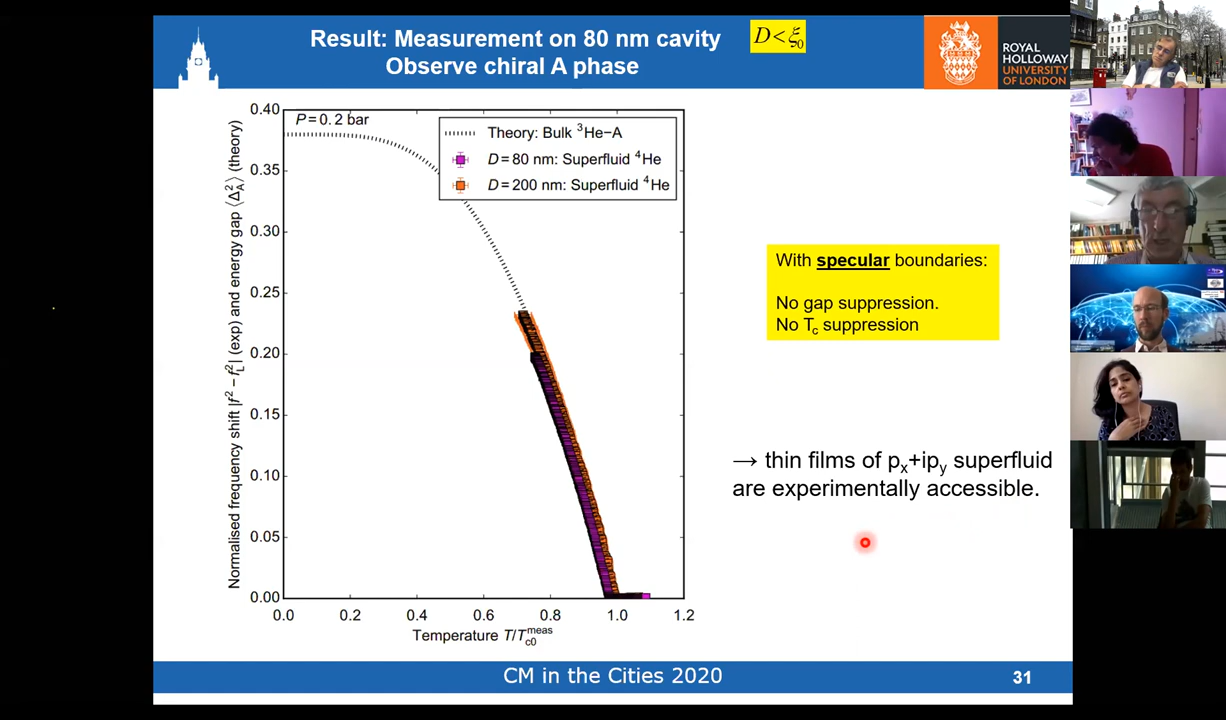 Result: Measurement on 80 nm cavity
Observe chiral A phase
D < ξ₀
ROYAL
HOLLOWAY
UNIVERSITY
OF LONDON
P = 0.2 bar
Theory: Bulk ³He−A
D = 80 nm: Superfluid ⁴He
D = 200 nm: Superfluid ⁴He
Normalised frequency shift |f² − f_L²| (exp) and energy gap ⟨Δ_A²⟩ (theory)
0.40
0.35
0.30
0.25
0.20
0.15
0.10
0.05
0.00
0.0 0.2 0.4 0.6 0.8 1.0 1.2
Temperature T/T_c0^meas
With specular boundaries:
No gap suppression.
No T_c suppression
→ thin films of p_x+ip_y superfluid
are experimentally accessible.
CM in the Cities 2020
31